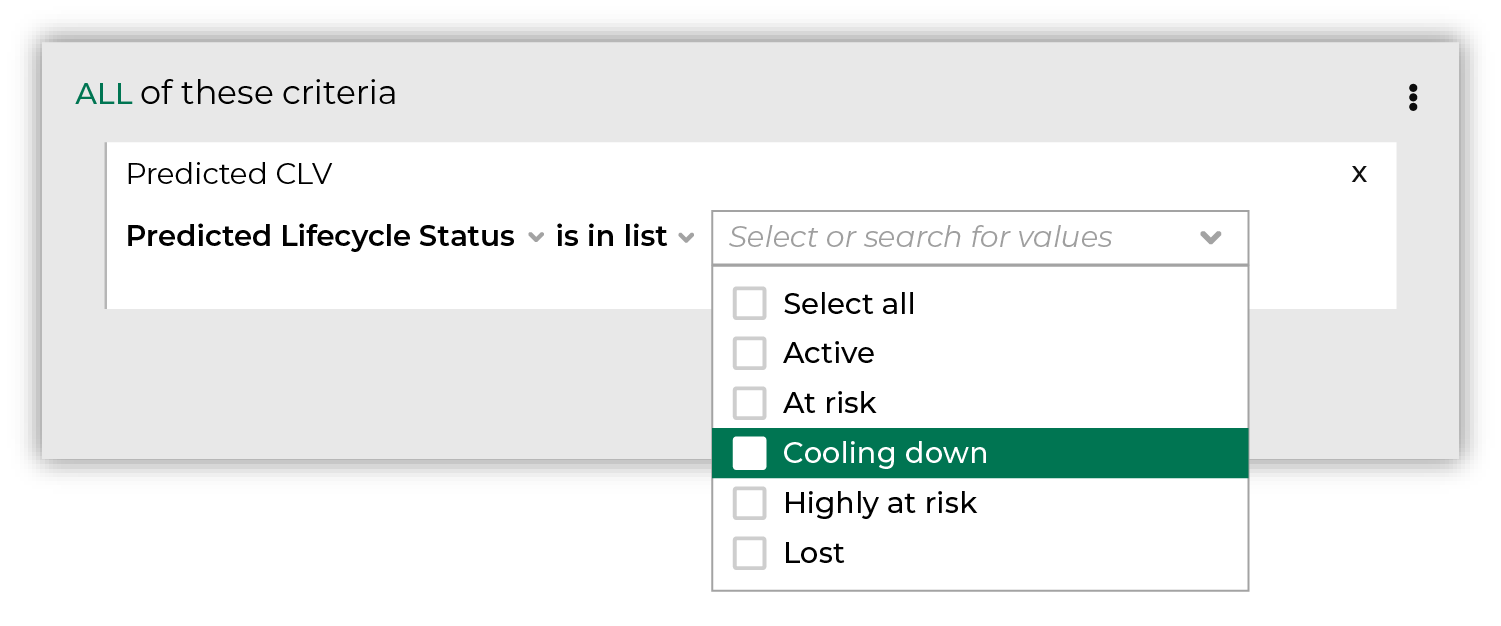 ALL of these criteria
Predicted CLV x
Predicted Lifecycle Status is in list Select or search for values
Select all
Active
At risk
Cooling down
Highly at risk
Lost